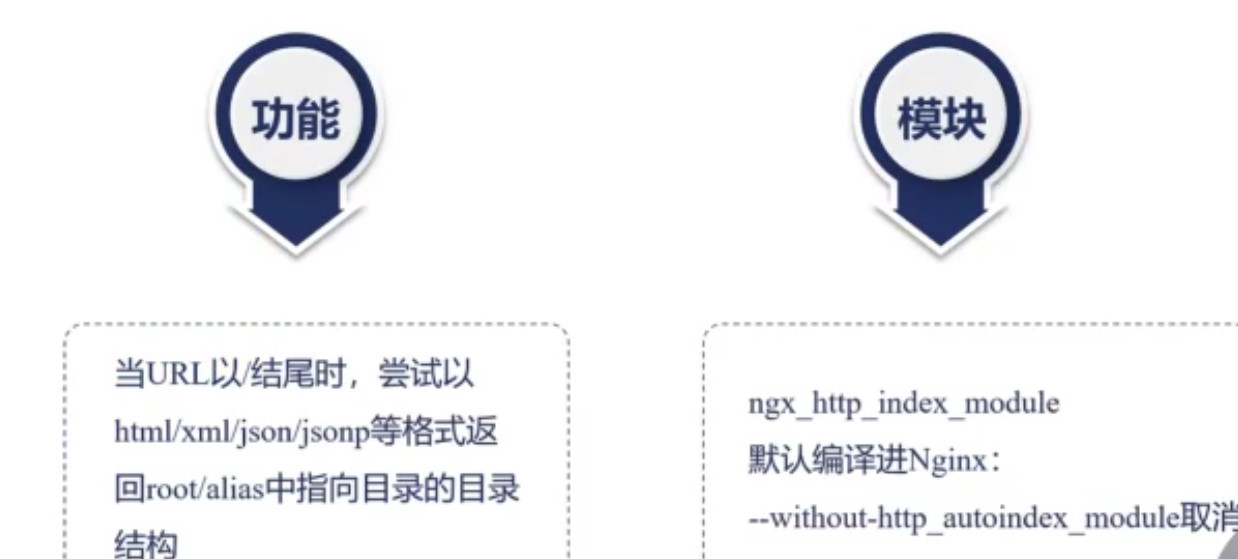 功能
模块
当URL以/结尾时，尝试以
html/xml/json/jsonp等格式返
回root/alias中指向目录的目录
结构
ngx_http_index_module
默认编译进Nginx：
--without-http_autoindex_module取消